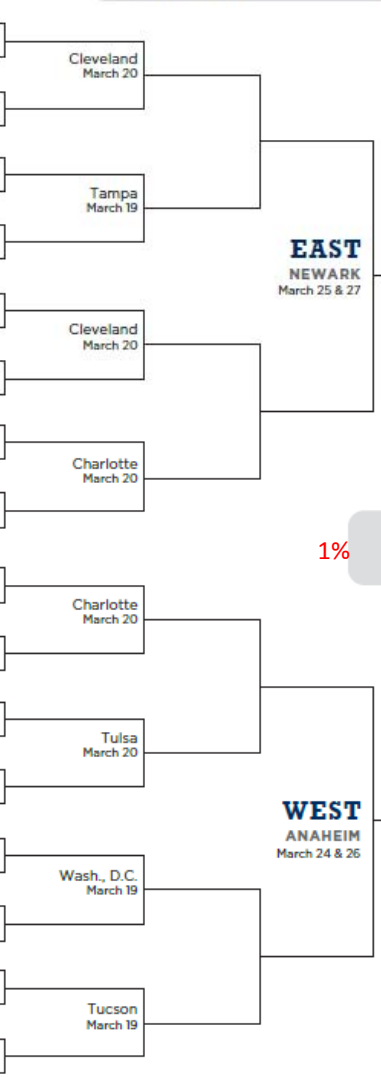 Cleveland
March 20
Tampa
March 19
EAST
NEWARK
March 25 & 27
Cleveland
March 20
Charlotte
March 20
1%
Charlotte
March 20
Tulsa
March 20
WEST
ANAHEIM
March 24 & 26
Wash., D.C.
March 19
Tucson
March 19